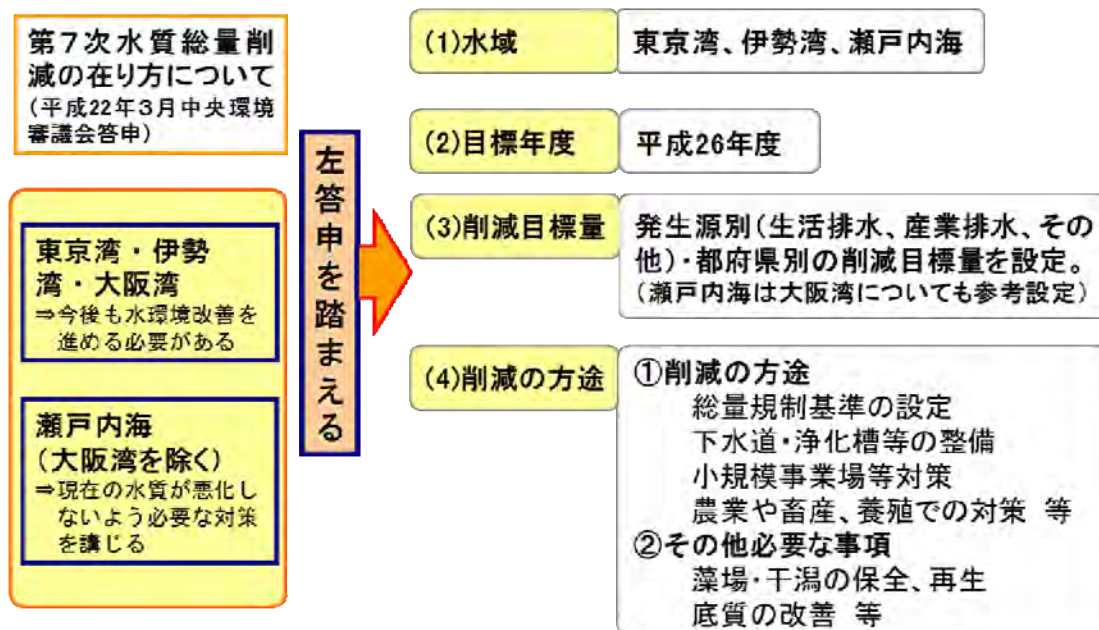 第7次水質総量削
減の在り方について
(平成22年3月中央環境
審議会答申)
東京湾・伊勢
湾・大阪湾
⇒今後も水環境改善を
進める必要がある
瀬戸内海
(大阪湾を除く)
⇒現在の水質が悪化し
ないよう必要な対策
を講じる
左答申を踏まえる
(1)水域
東京湾、伊勢湾、瀬戸内海
(2)目標年度
平成26年度
(3)削減目標量
発生源別(生活排水、産業排水、その
他)・都府県別の削減目標量を設定。
(瀬戸内海は大阪湾についても参考設定)
(4)削減の方途
①削減の方途
総量規制基準の設定
下水道・浄化槽等の整備
小規模事業場等対策
農業や畜産、養殖での対策 等
②その他必要な事項
藻場・干潟の保全、再生
底質の改善 等